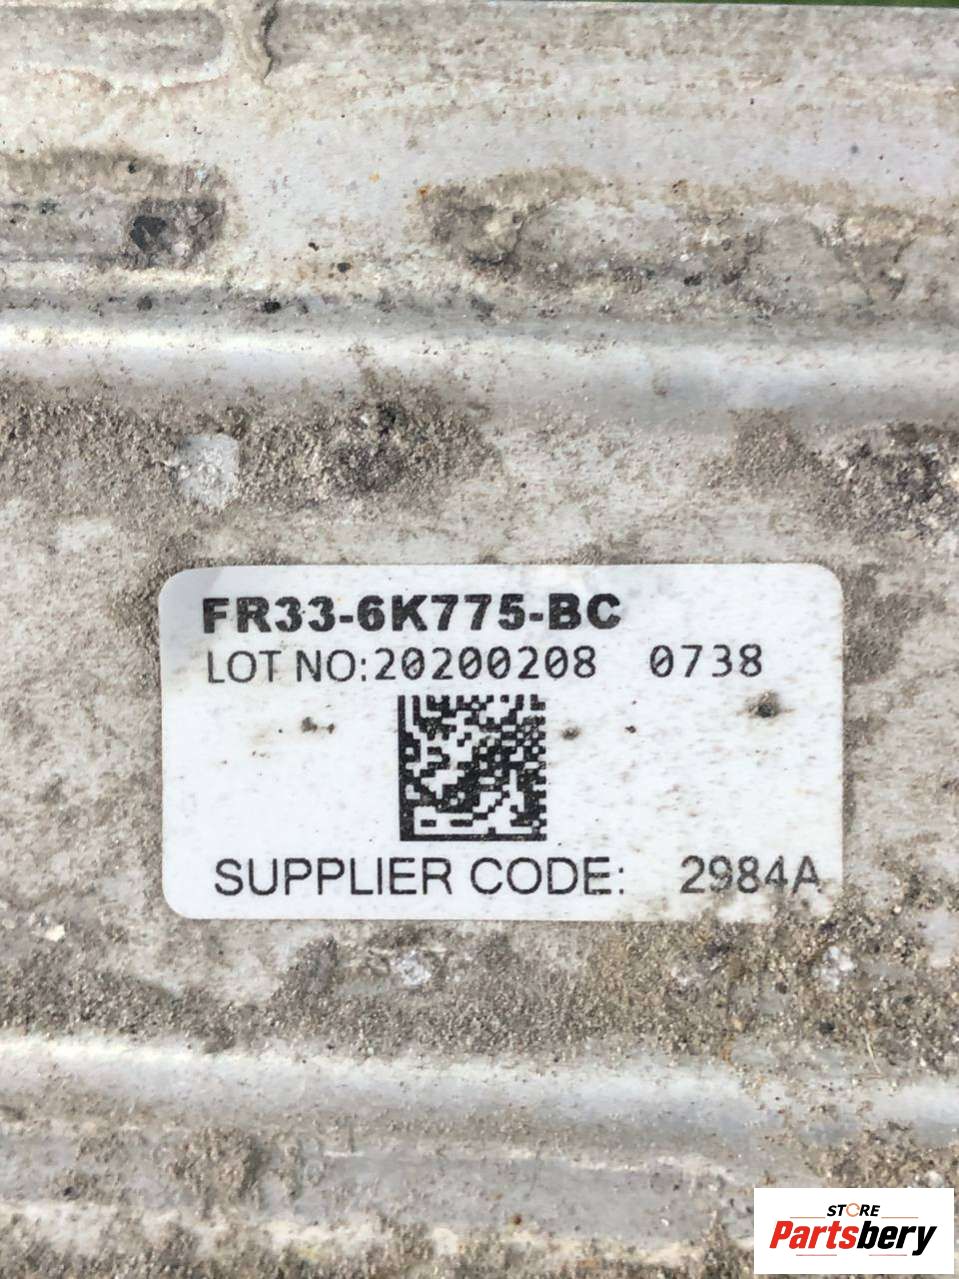 FR33-6K775-BC
LOT NO:20200208 0738
SUPPLIER CODE: 2984A
STORE
Partsbery